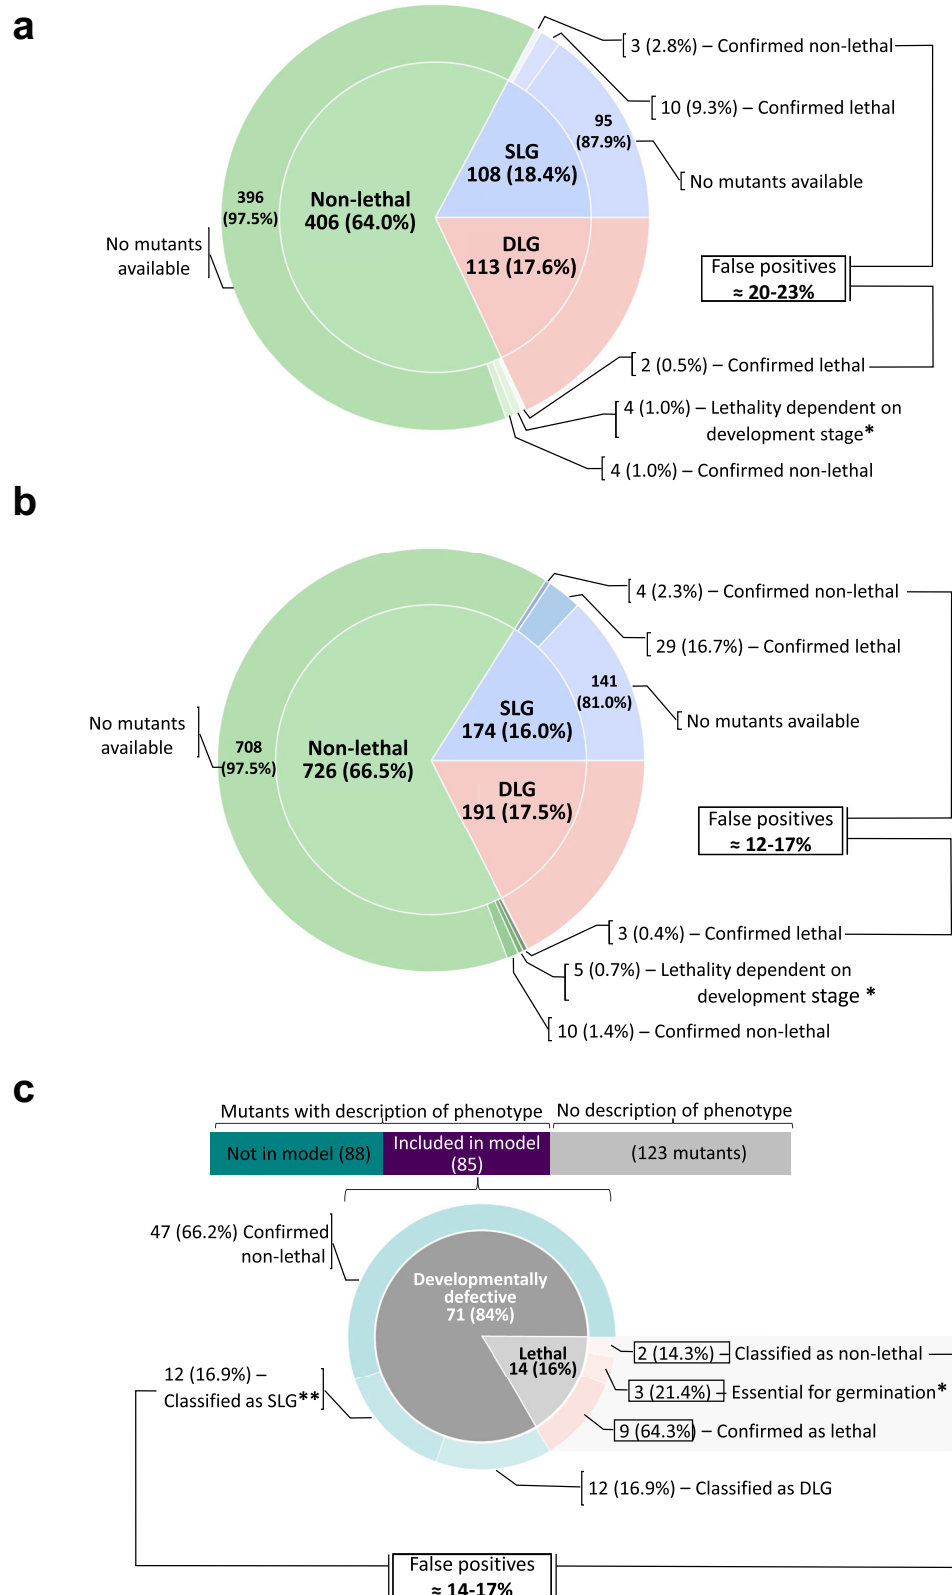 a
3 (2.8%) – Confirmed non-lethal
10 (9.3%) – Confirmed lethal
95
(87.9%)
No mutants available
SLG
108 (18.4%)
Non-lethal
406 (64.0%)
396
(97.5%)
No mutants
available
DLG
113 (17.6%)
False positives
≈ 20-23%
2 (0.5%) – Confirmed lethal
4 (1.0%) – Lethality dependent on
development stage*
4 (1.0%) – Confirmed non-lethal
b
4 (2.3%) – Confirmed non-lethal
29 (16.7%) – Confirmed lethal
141
(81.0%)
No mutants available
SLG
174 (16.0%)
Non-lethal
726 (66.5%)
708
(97.5%)
No mutants
available
DLG
191 (17.5%)
False positives
≈ 12-17%
3 (0.4%) – Confirmed lethal
5 (0.7%) – Lethality dependent on
development stage *
10 (1.4%) – Confirmed non-lethal
c
Mutants with description of phenotype
No description of phenotype
Not in model (88)
Included in model
(85)
(123 mutants)
47 (66.2%) Confirmed
non-lethal
Developmentally
defective
71 (84%)
Lethal
14 (16%)
2 (14.3%) – Classified as non-lethal
3 (21.4%) – Essential for germination*
9 (64.3%) – Confirmed as lethal
12 (16.9%) –
Classified as SLG**
12 (16.9%) – Classified as DLG
False positives
≈ 14-17%